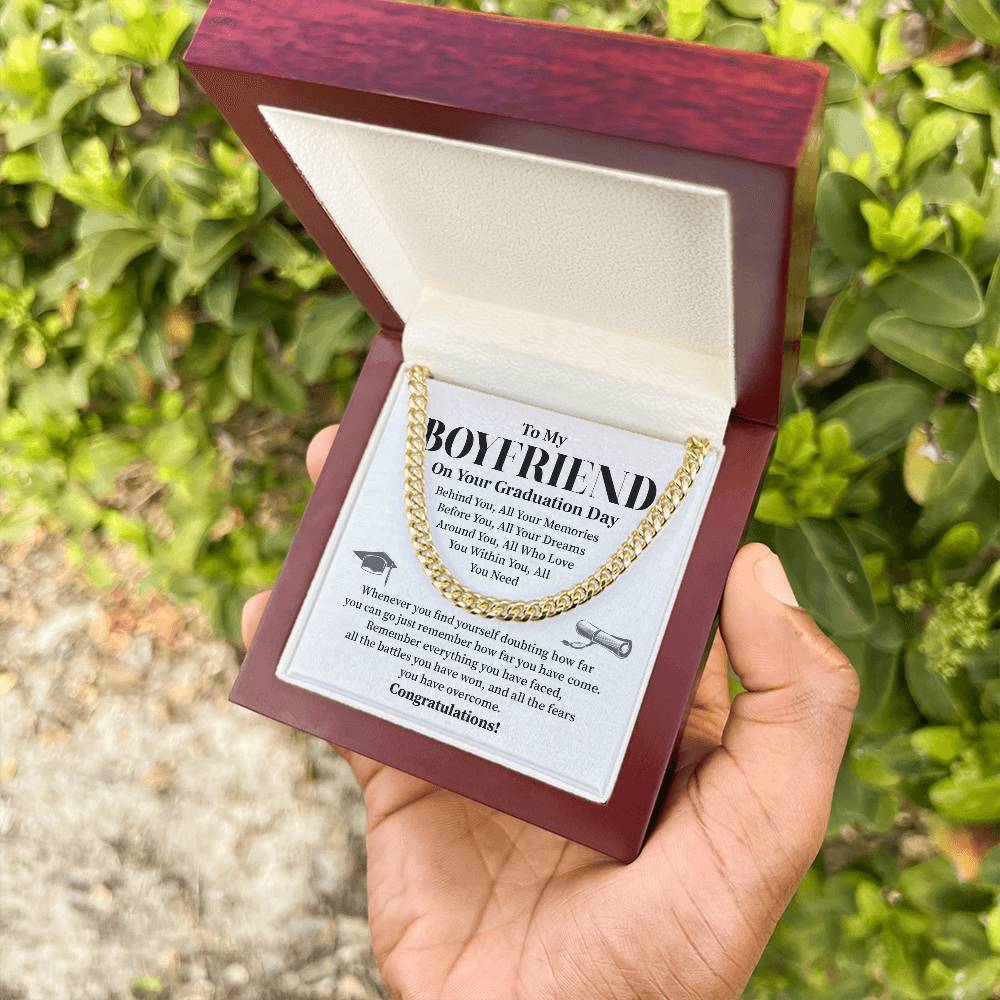 To My
BOYFRIEND
On Your Graduation Day
Behind You, All Your Memories
Before You, All Your Dreams
Around You, All Who Love
You Within You, All
You Need
Whenever you find yourself doubting how far
you can go just remember how far you have come.
Remember everything you have faced,
all the battles you have won, and all the fears
you have overcome.
Congratulations!